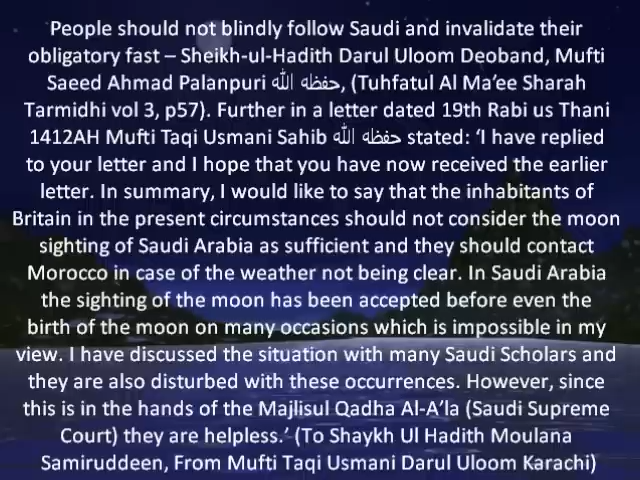 People should not blindly follow Saudi and invalidate their
obligatory fast – Sheikh-ul-Hadith Darul Uloom Deoband, Mufti
Saeed Ahmad Palanpuri حفظه الله, (Tuhfatul Al Ma’ee Sharah
Tarmidhi vol 3, p57). Further in a letter dated 19th Rabi us Thani
1412AH Mufti Taqi Usmani Sahib حفظه الله stated: ‘I have replied
to your letter and I hope that you have now received the earlier
letter. In summary, I would like to say that the inhabitants of
Britain in the present circumstances should not consider the moon
sighting of Saudi Arabia as sufficient and they should contact
Morocco in case of the weather not being clear. In Saudi Arabia
the sighting of the moon has been accepted before even the
birth of the moon on many occasions which is impossible in my
view. I have discussed the situation with many Saudi Scholars and
they are also disturbed with these occurrences. However, since
this is in the hands of the Majlisul Qadha Al-A’la (Saudi Supreme
Court) they are helpless.’ (To Shaykh Ul Hadith Moulana
Samiruddeen, From Mufti Taqi Usmani Darul Uloom Karachi)